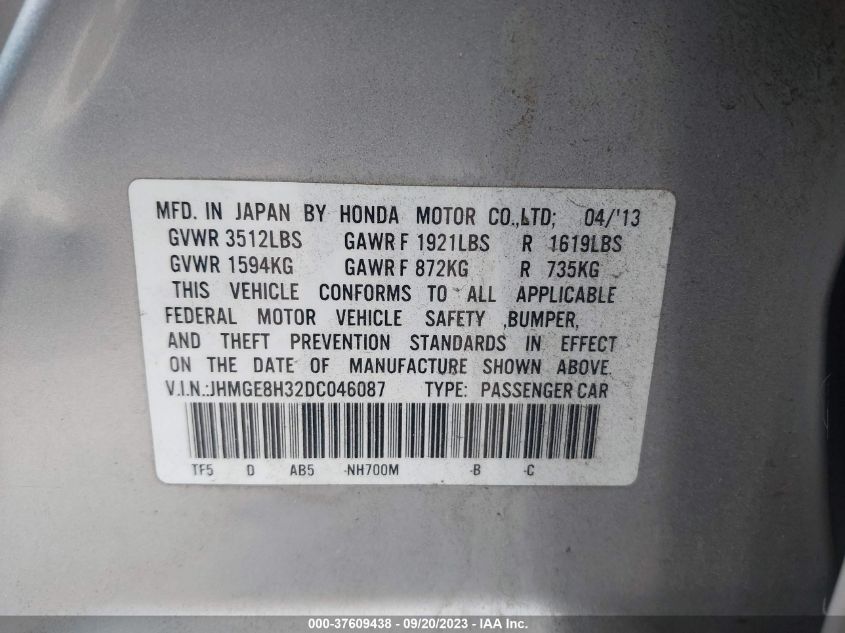 MFD. IN JAPAN BY HONDA MOTOR CO.,LTD; 04/'13
GVWR 3512LBS GAWR F 1921LBS R 1619LBS
GVWR 1594KG GAWR F 872KG R 735KG
THIS VEHICLE CONFORMS TO ALL APPLICABLE
FEDERAL MOTOR VEHICLE SAFETY ,BUMPER,
AND THEFT PREVENTION STANDARDS IN EFFECT
ON THE DATE OF MANUFACTURE SHOWN ABOVE.
V.I.N.:JHMGE8H32DC046087 TYPE: PASSENGER CAR
TF5 D AB5 -NH700M -B -C
000-37609438 - 09/20/2023 - IAA Inc.